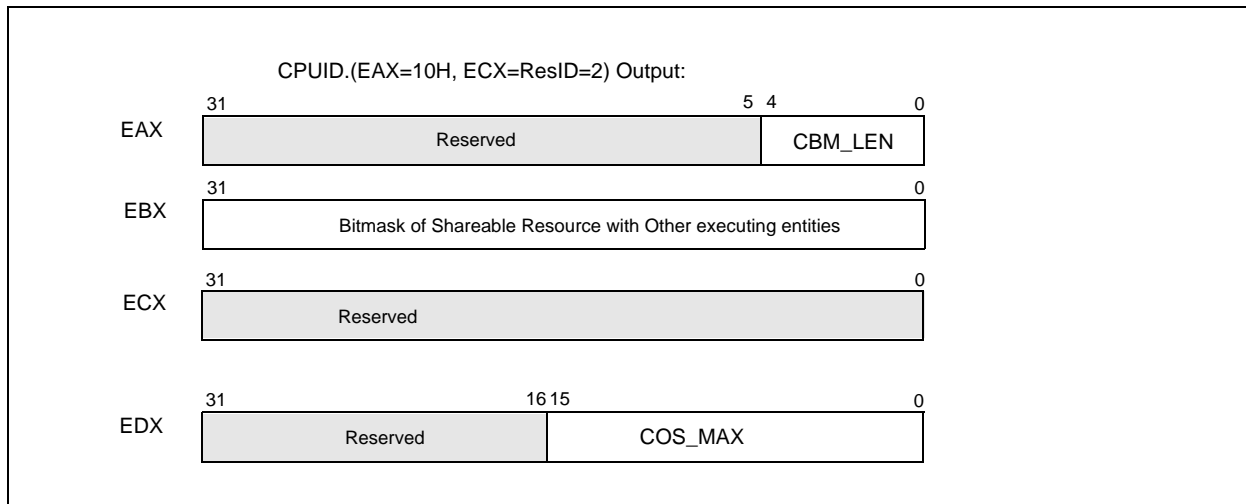 CPUID.(EAX=10H, ECX=ResID=2) Output:
31 5 4 0
EAX Reserved CBM_LEN
31 0
EBX Bitmask of Shareable Resource with Other executing entities
31 0
ECX Reserved
31 16 15 0
EDX Reserved COS_MAX